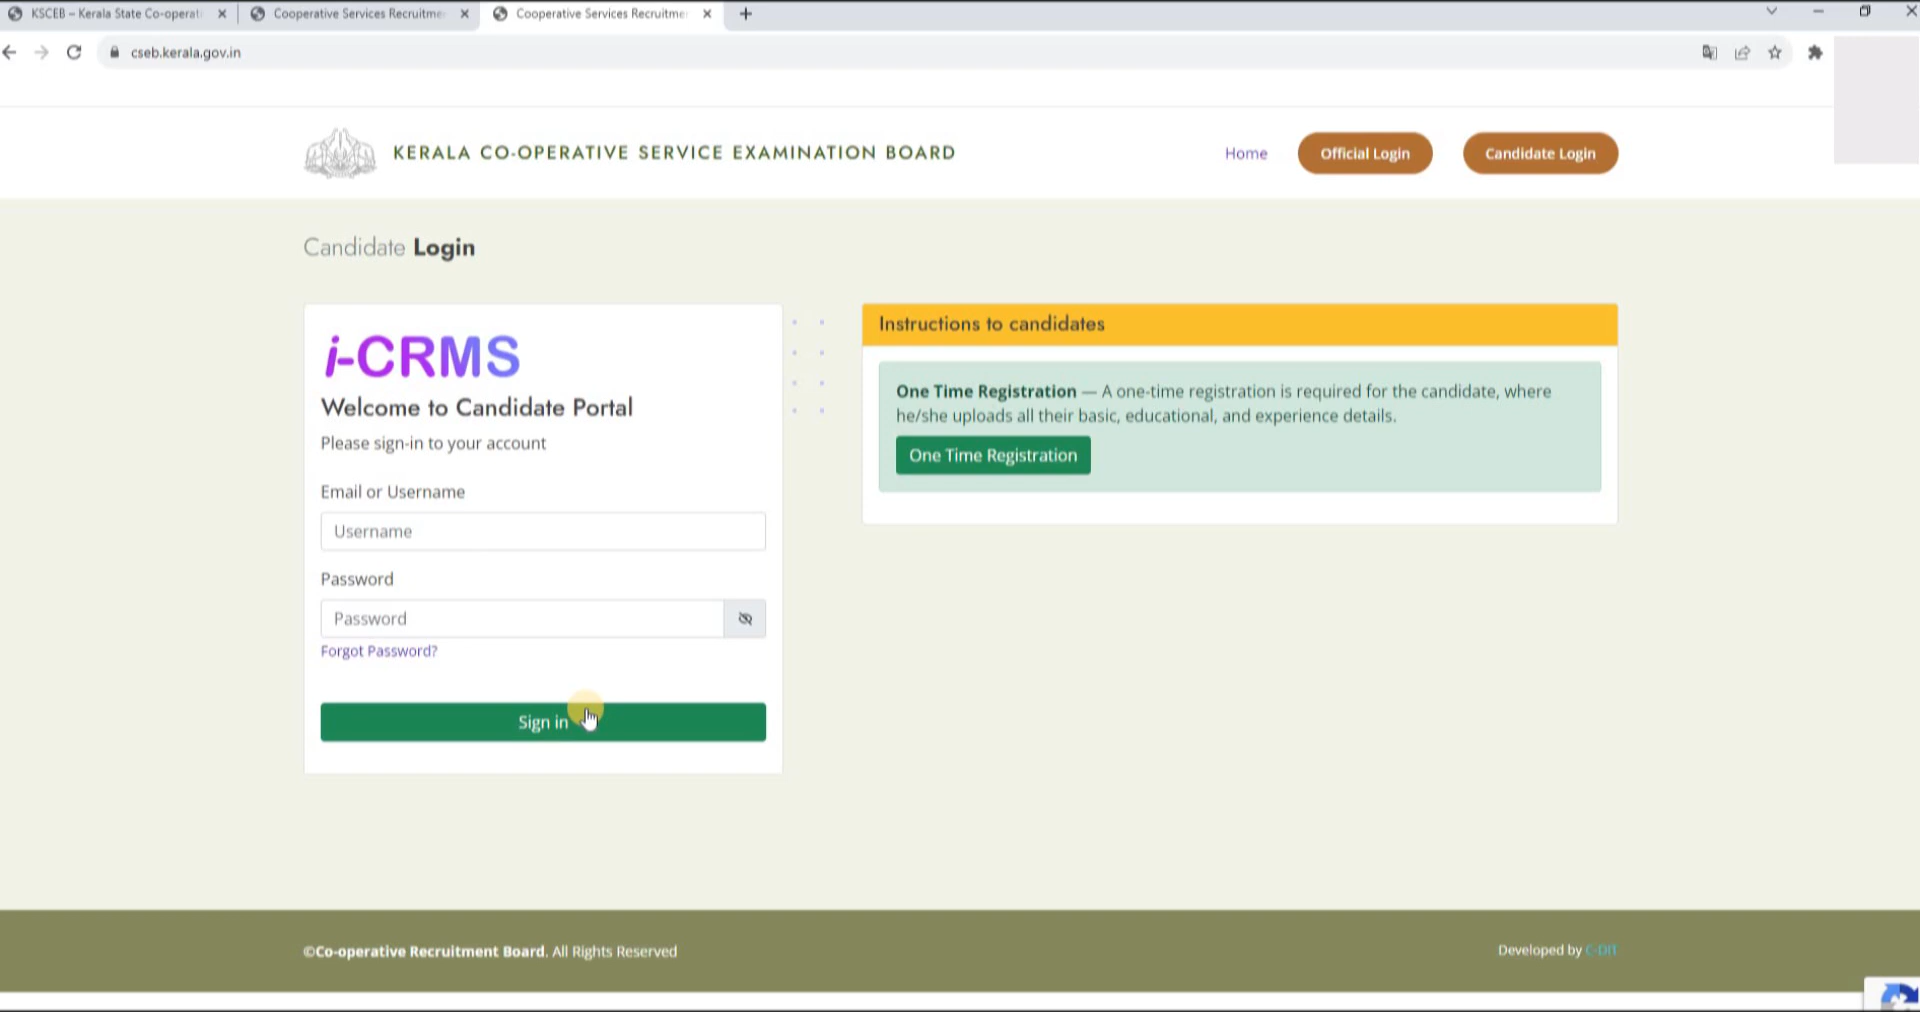 KSCEB – Kerala State Co-operati
Cooperative Services Recruitme
Cooperative Services Recruitme
cseb.kerala.gov.in
KERALA CO-OPERATIVE SERVICE EXAMINATION BOARD
Home
Official Login
Candidate Login
Candidate Login
i-CRMS
Welcome to Candidate Portal
Please sign-in to your account
Email or Username
Username
Password
Password
Forgot Password?
Sign in
Instructions to candidates
One Time Registration — A one-time registration is required for the candidate, where
he/she uploads all their basic, educational, and experience details.
One Time Registration
©Co-operative Recruitment Board. All Rights Reserved
Developed by C-DIT